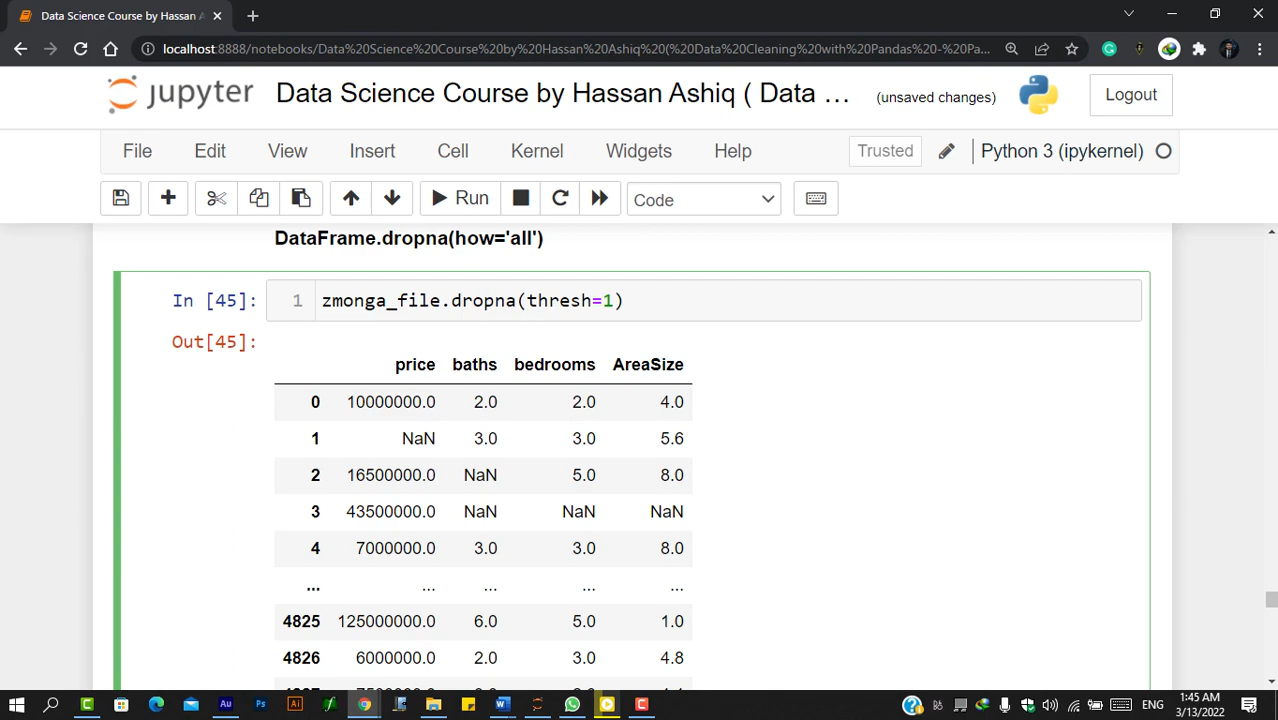 Data Science Course by Hassan A
localhost:8888/notebooks/Data%20Science%20Course%20by%20Hassan%20Ashiq%20(%20Data%20Cleaning%20with%20Pandas%20-%20Pa...
jupyter Data Science Course by Hassan Ashiq ( Data ... (unsaved changes) Logout
File Edit View Insert Cell Kernel Widgets Help Trusted Python 3 (ipykernel)
Run Code
DataFrame.dropna(how='all')
In [45]: 1 zmonga_file.dropna(thresh=1)
Out[45]:
price baths bedrooms AreaSize
0 10000000.0 2.0 2.0 4.0
1 NaN 3.0 3.0 5.6
2 16500000.0 NaN 5.0 8.0
3 43500000.0 NaN NaN NaN
4 7000000.0 3.0 3.0 8.0
... ... ... ... ...
4825 125000000.0 6.0 5.0 1.0
4826 6000000.0 2.0 3.0 4.8
Au Ps Ai ENG 1:45 AM
3/13/2022